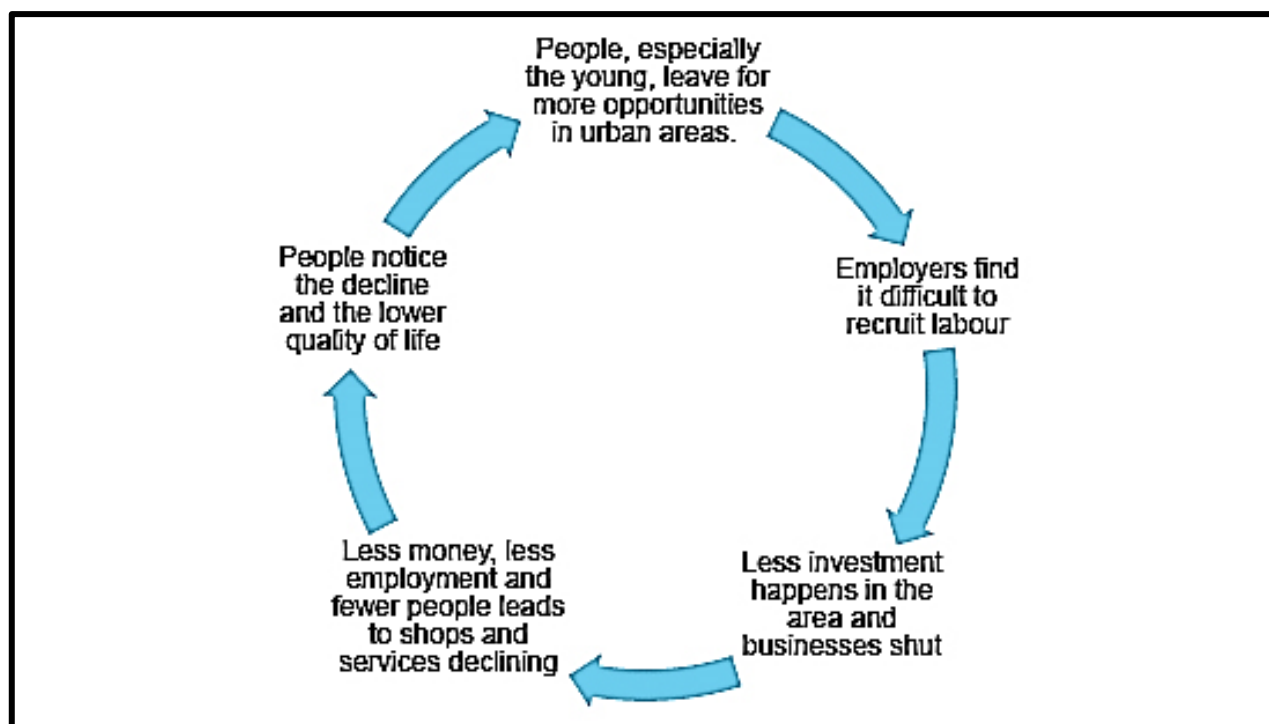 People, especially
the young, leave for
more opportunities
in urban areas.
Employers find
it difficult to
recruit labour
Less investment
happens in the
area and
businesses shut
Less money, less
employment and
fewer people leads
to shops and
services declining
People notice
the decline
and the lower
quality of life